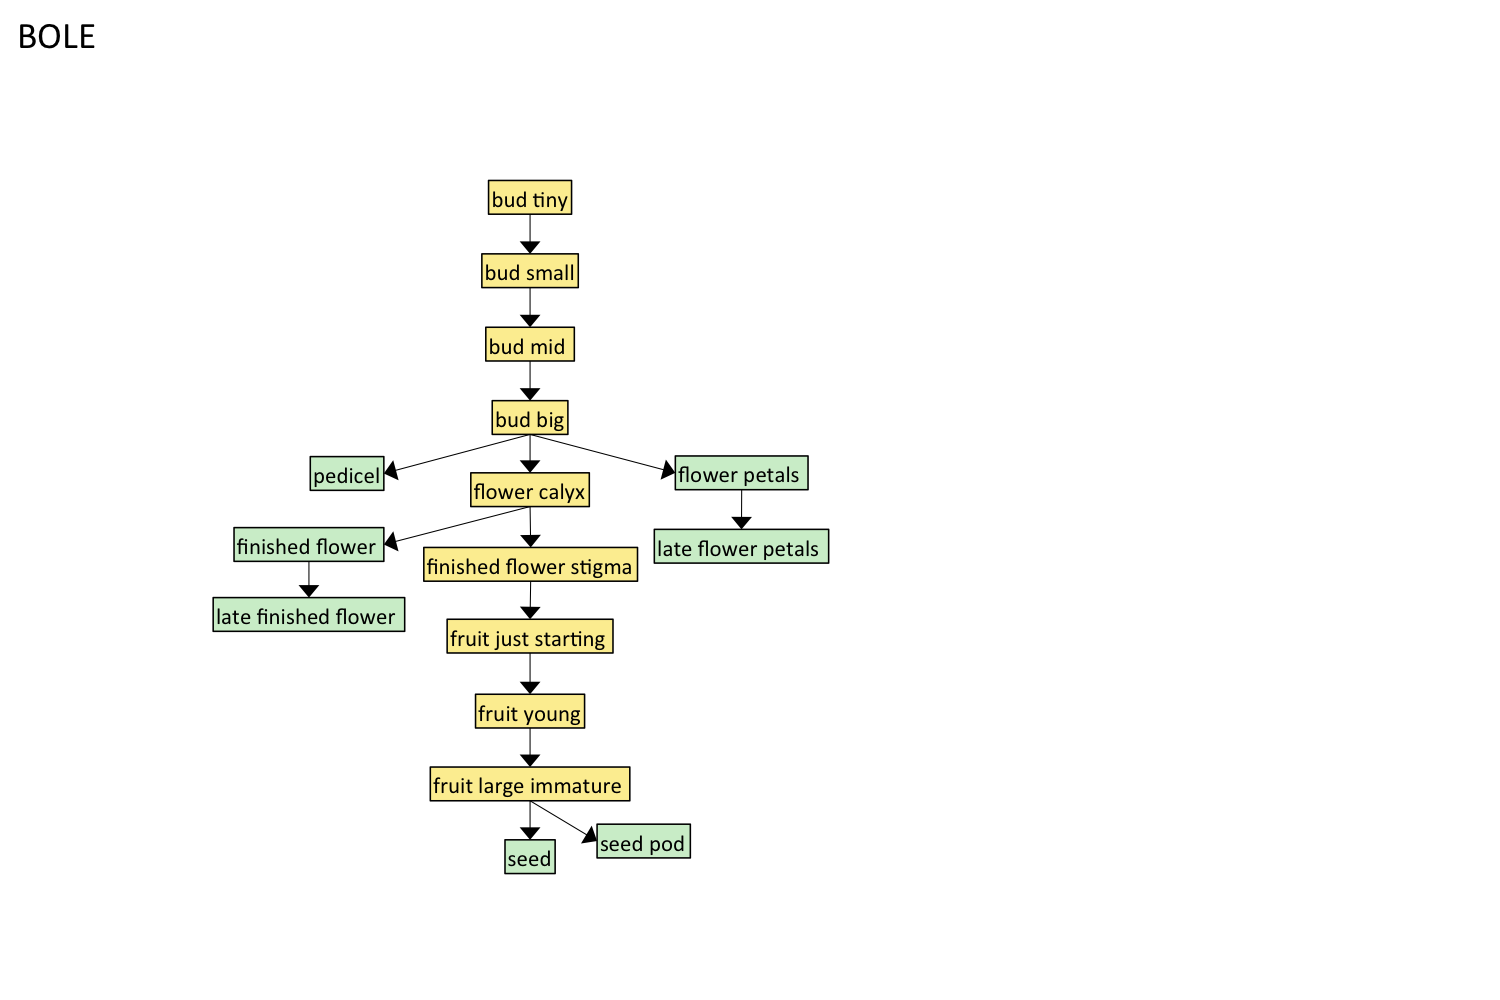 BOLE
bud tiny
bud small
bud mid
bud big
pedicel
flower calyx
flower petals
finished flower
finished flower stigma
late flower petals
late finished flower
fruit just starting
fruit young
fruit large immature
seed
seed pod